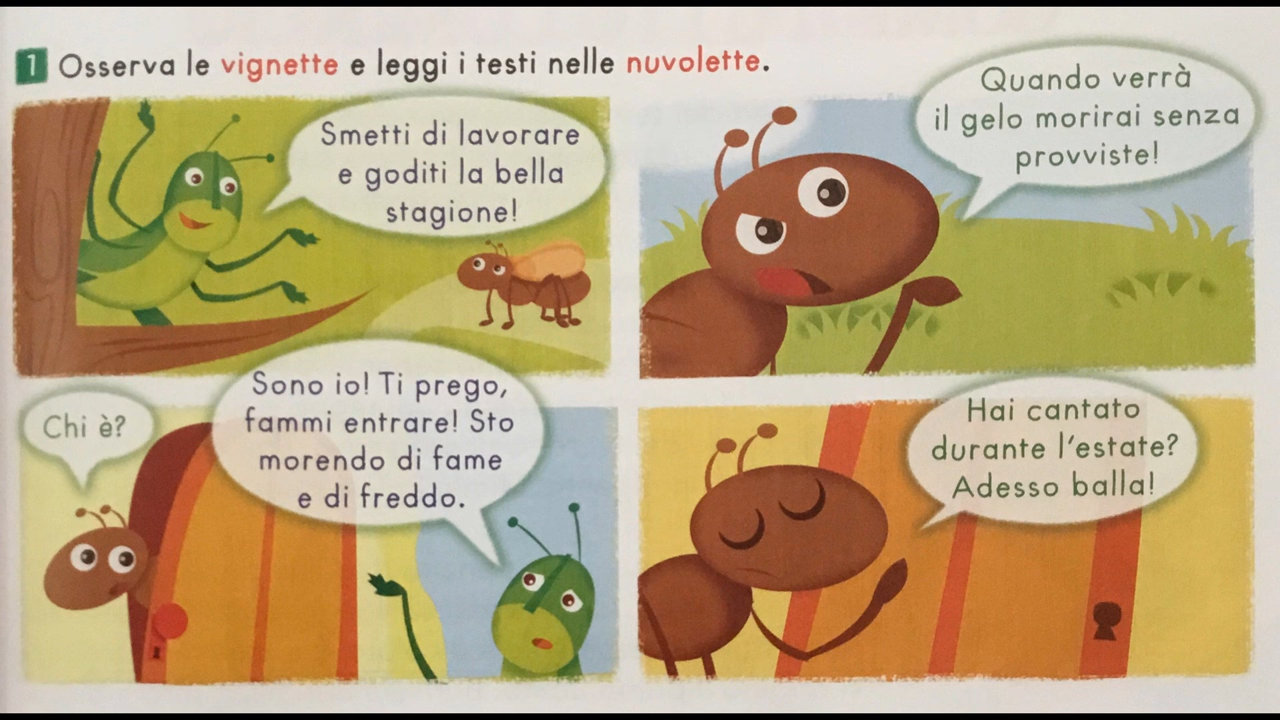 1 Osserva le vignette e leggi i testi nelle nuvolette.
Smetti di lavorare
e goditi la bella
stagione!
Quando verrà
il gelo morirai senza
provviste!
Chi è?
Sono io! Ti prego,
fammi entrare! Sto
morendo di fame
e di freddo.
Hai cantato
durante l'estate?
Adesso balla!